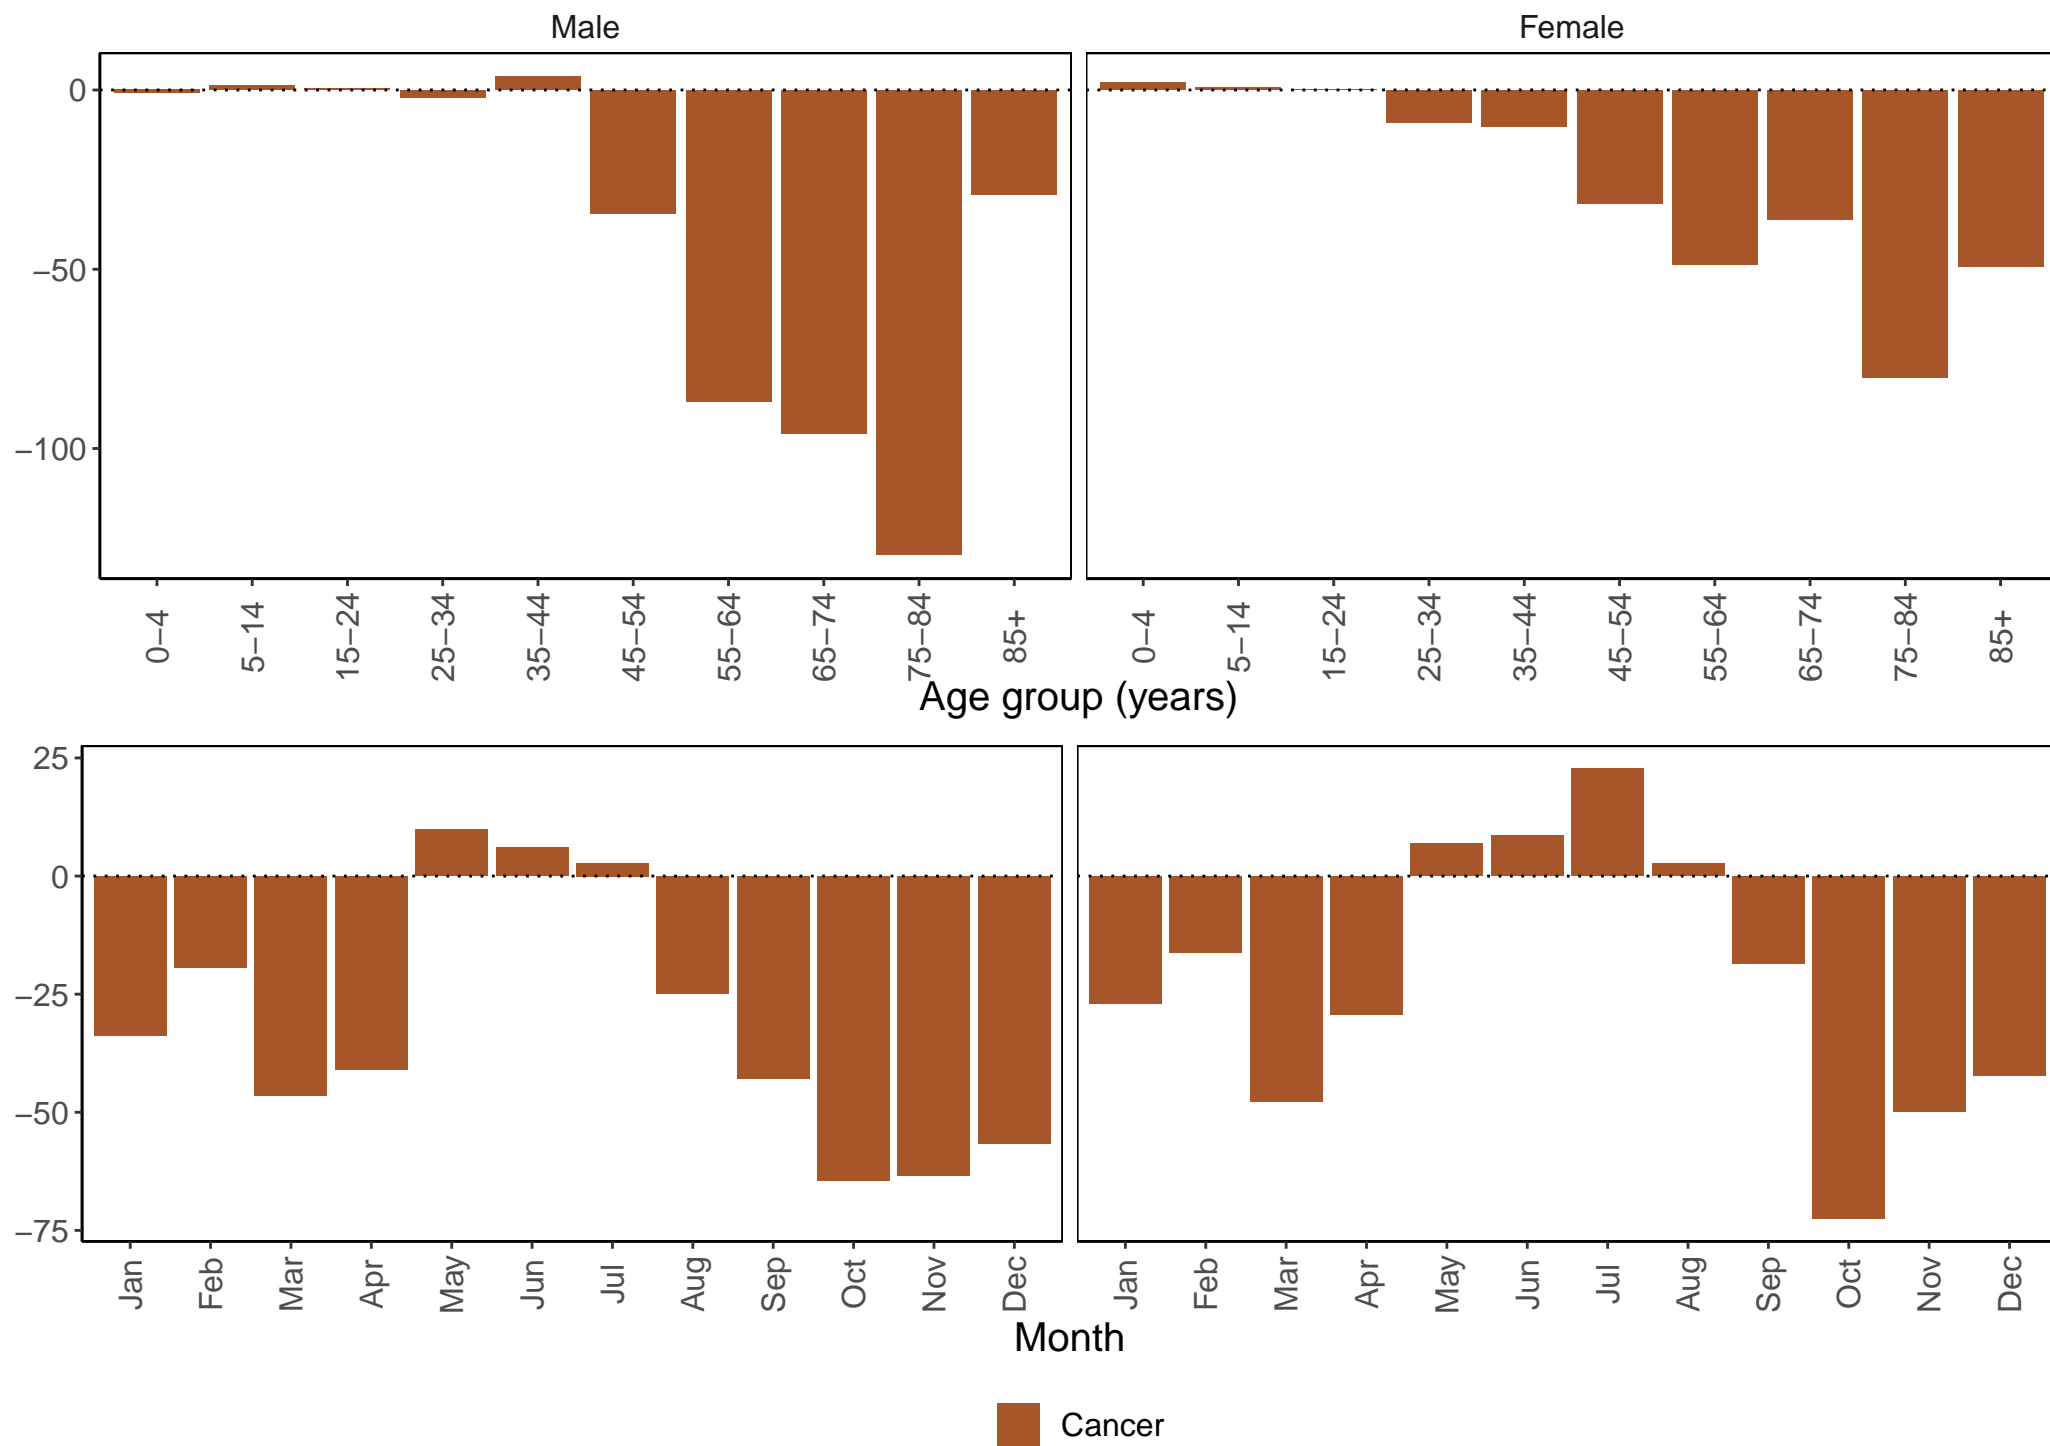 Male Female
0
−50
−100
0−4 5−14 15−24 25−34 35−44 45−54 55−64 65−74 75−84 85+ 0−4 5−14 15−24 25−34 35−44 45−54 55−64 65−74 75−84 85+
Age group (years)
25
0
−25
−50
−75
Jan Feb Mar Apr May Jun Jul Aug Sep Oct Nov Dec Jan Feb Mar Apr May Jun Jul Aug Sep Oct Nov Dec
Month
Cancer